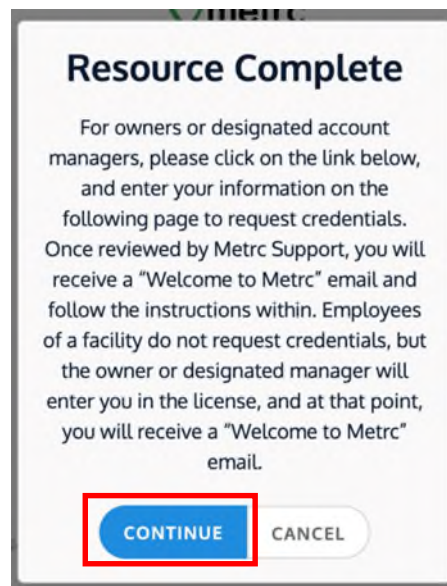 metrc
Resource Complete
For owners or designated account
managers, please click on the link below,
and enter your information on the
following page to request credentials.
Once reviewed by Metrc Support, you will
receive a “Welcome to Metrc” email and
follow the instructions within. Employees
of a facility do not request credentials, but
the owner or designated manager will
enter you in the license, and at that point,
you will receive a “Welcome to Metrc”
email.
CONTINUE CANCEL